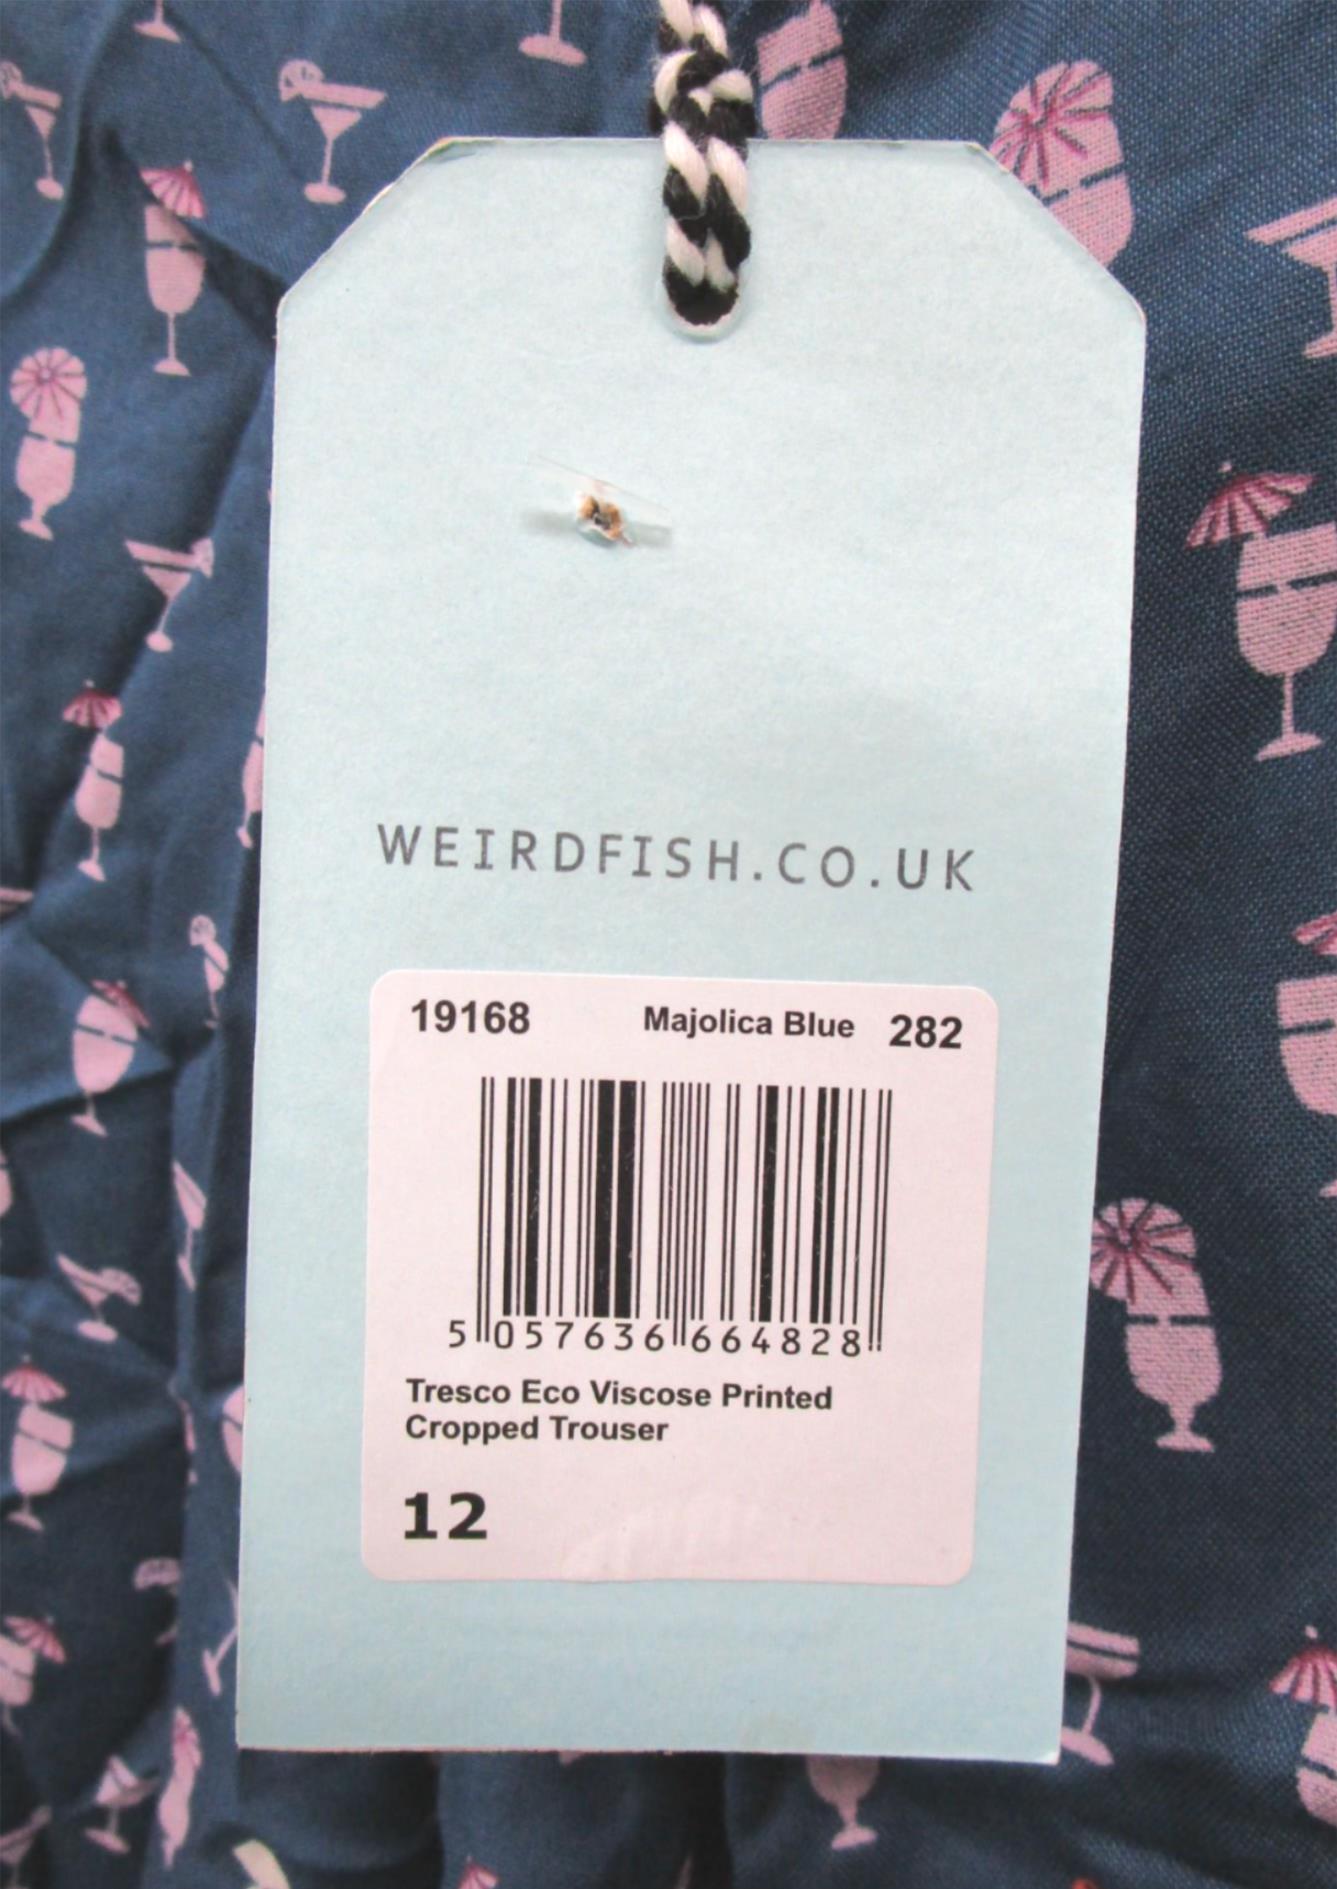 WEIRDFISH.CO.UK
19168 Majolica Blue 282
5 057636 664828
Tresco Eco Viscose Printed
Cropped Trouser
12